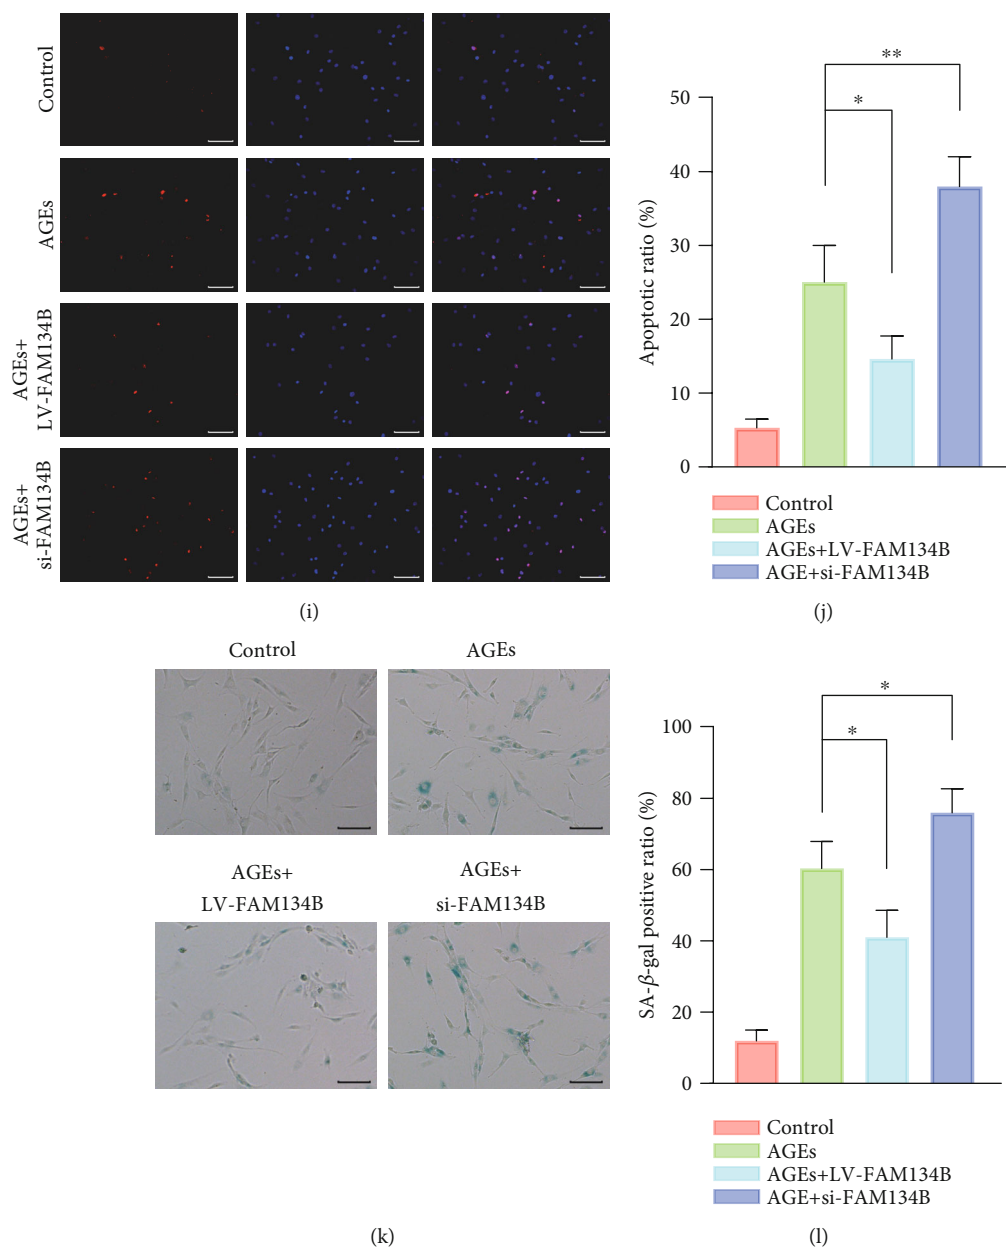 Control
AGEs
AGEs+
LV-FAM134B
AGEs+
si-FAM134B
(i)
**
*
50
40
30
20
10
0
Apoptotic ratio (%)
Control
AGEs
AGEs+LV-FAM134B
AGE+si-FAM134B
(j)
Control
AGEs
AGEs+
LV-FAM134B
AGEs+
si-FAM134B
(k)
*
*
100
80
60
40
20
0
SA-β-gal positive ratio (%)
Control
AGEs
AGEs+LV-FAM134B
AGE+si-FAM134B
(l)